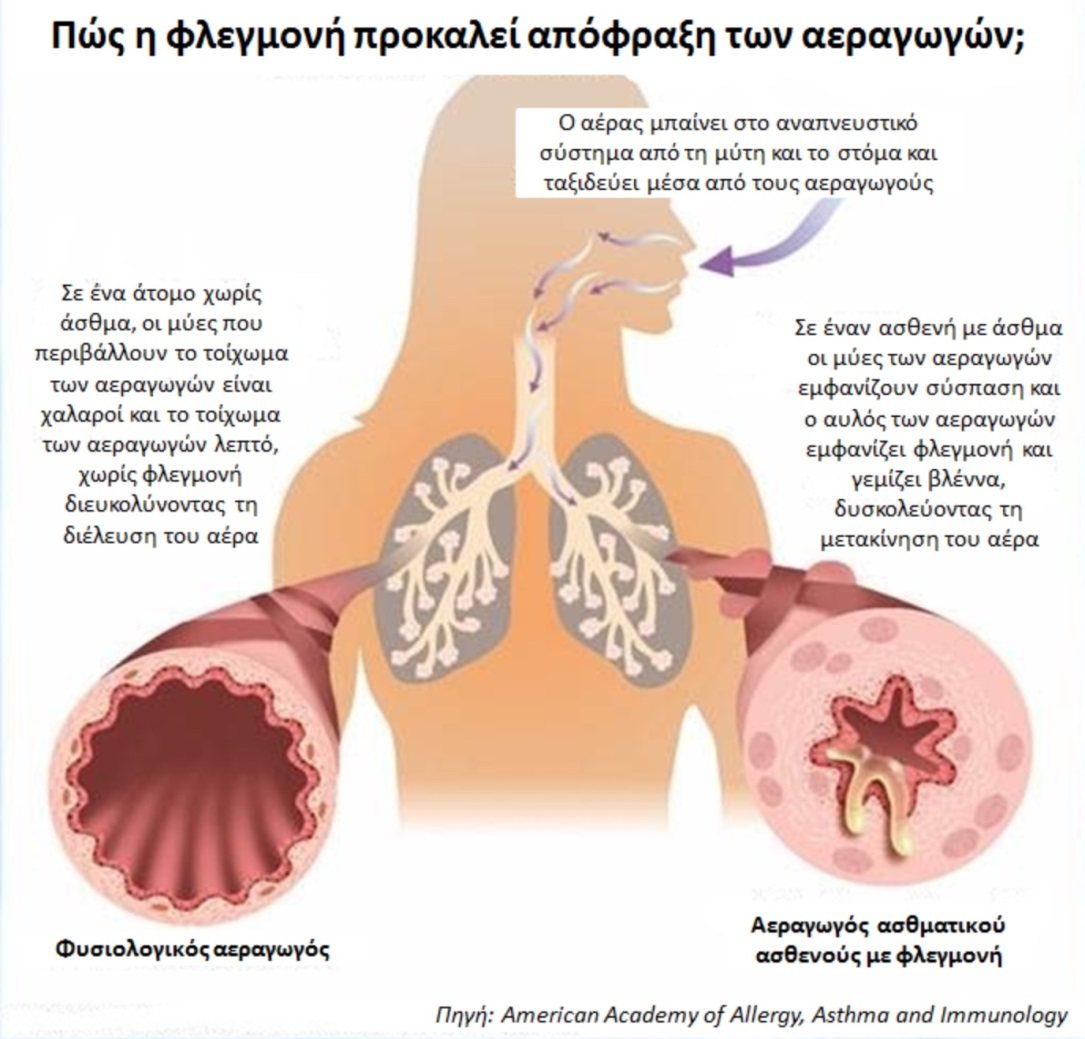 Πώς η φλεγμονή προκαλεί απόφραξη των αεραγωγών;
Ο αέρας μπαίνει στο αναπνευστικό
σύστημα από τη μύτη και το στόμα και
ταξιδεύει μέσα από τους αεραγωγούς
Σε ένα άτομο χωρίς
άσθμα, οι μύες που
περιβάλλουν το τοίχωμα
των αεραγωγών είναι
χαλαροί και το τοίχωμα
των αεραγωγών λεπτό,
χωρίς φλεγμονή
διευκολύνοντας τη
διέλευση του αέρα
Σε έναν ασθενή με άσθμα
οι μύες των αεραγωγών
εμφανίζουν σύσπαση και
ο αυλός των αεραγωγών
εμφανίζει φλεγμονή και
γεμίζει βλέννα,
δυσκολεύοντας τη
μετακίνηση του αέρα
Φυσιολογικός αεραγωγός
Αεραγωγός ασθματικού
ασθενούς με φλεγμονή
Πηγή: American Academy of Allergy, Asthma and Immunology